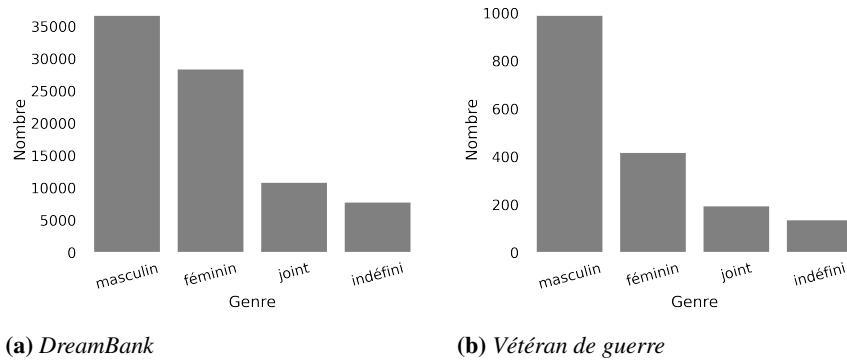 35000
30000
25000
20000
15000
10000
5000
0
Nombre
masculin
féminin
joint
indéfini
Genre
1000
800
600
400
200
0
Nombre
masculin
féminin
joint
indéfini
Genre
(a) DreamBank
(b) Vétéran de guerre